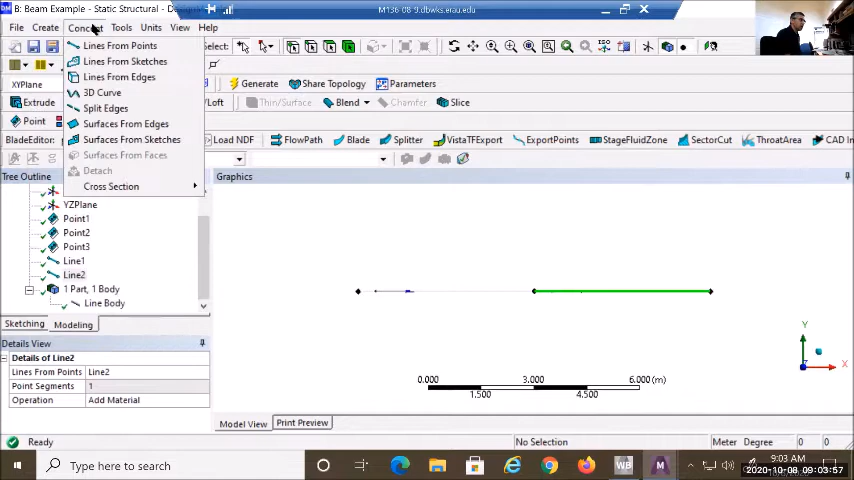 B: Beam Example - Static Structural - Des
M136-09.dbwks.erau.edu
File Create Concept Tools Units View Help
Select:
Lines From Points
Lines From Sketches
Lines From Edges
3D Curve
Split Edges
Surfaces From Edges
Surfaces From Sketches
Surfaces From Faces
Detach
Cross Section
XYPlane
Generate Share Topology Parameters
Extrude
/Loft Thin/Surface Blend Chamfer Slice
Point
BladeEditor: Load NDF FlowPath Blade Splitter VistaTFExport ExportPoints StageFluidZone SectorCut ThroatArea CAD In
Tree Outline
Graphics
YZPlane
Point1
Point2
Point3
Line1
Line2
1 Part, 1 Body
Line Body
Sketching Modeling
Details View
Details of Line2
Lines From Points Line2
Point Segments 1
Operation Add Material
0.000 3.000 6.000 (m)
1.500 4.500
Y
X
Model View Print Preview
Ready
No Selection
Meter Degree 0 0
Type here to search
WB
M
9:03 AM
2020-10-08 09:03:57